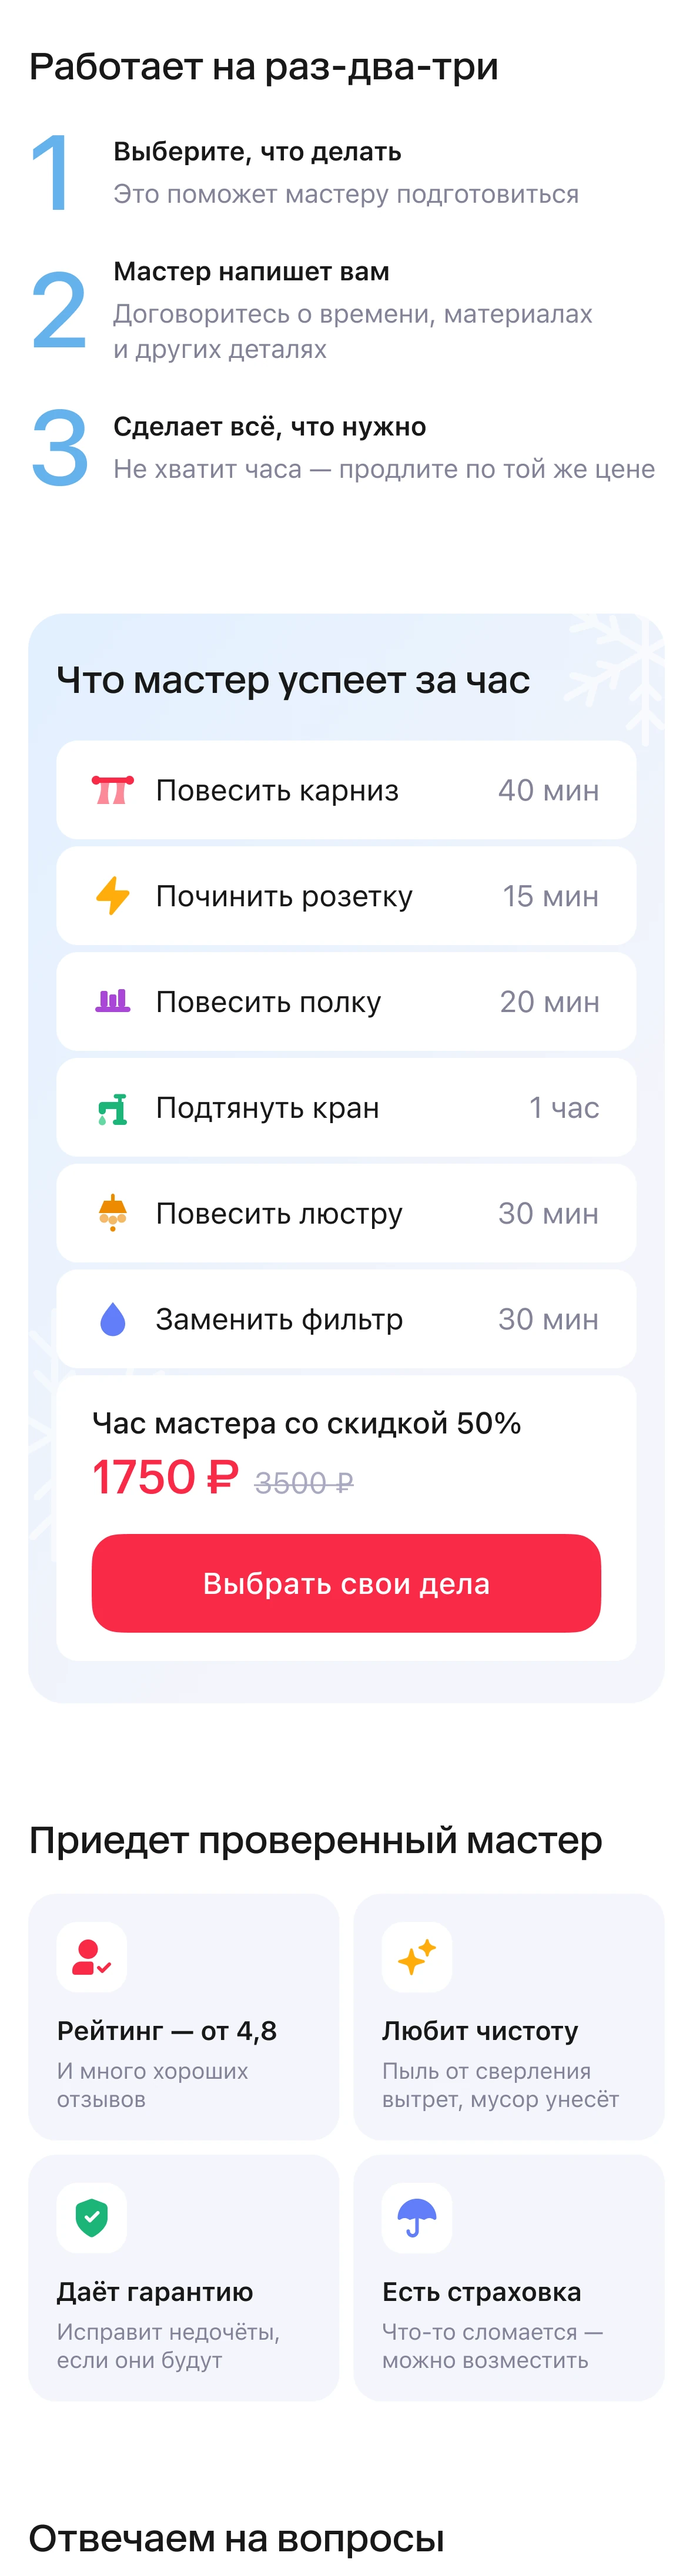 Работает на раз-два-три
1
Выберите, что делать
Это поможет мастеру подготовиться
2
Мастер напишет вам
Договоритесь о времени, материалах
и других деталях
3
Сделает всё, что нужно
Не хватит часа — продлите по той же цене
Что мастер успеет за час
Повесить карниз 40 мин
Починить розетку 15 мин
Повесить полку 20 мин
Подтянуть кран 1 час
Повесить люстру 30 мин
Заменить фильтр 30 мин
Час мастера со скидкой 50%
1750 ₽ 3500 ₽
Выбрать свои дела
Приедет проверенный мастер
Рейтинг — от 4,8
И много хороших
отзывов
Любит чистоту
Пыль от сверления
вытрет, мусор унесёт
Даёт гарантию
Исправит недочёты,
если они будут
Есть страховка
Что-то сломается —
можно возместить
Отвечаем на вопросы